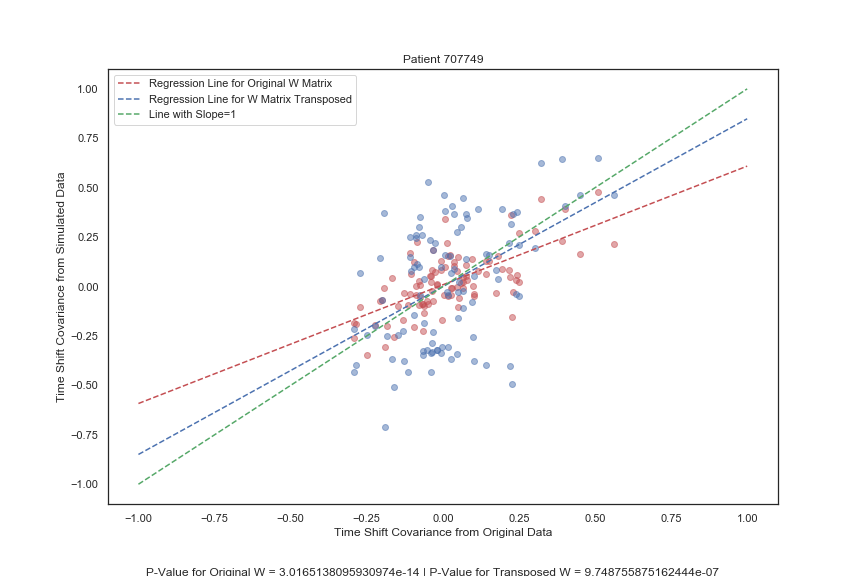 Patient 707749
Regression Line for Original W Matrix
Regression Line for W Matrix Transposed
Line with Slope=1
Time Shift Covariance from Simulated Data
1.00
0.75
0.50
0.25
0.00
−0.25
−0.50
−0.75
−1.00
−1.00 −0.75 −0.50 −0.25 0.00 0.25 0.50 0.75 1.00
Time Shift Covariance from Original Data
P-Value for Original W = 3.0165138095930974e-14 | P-Value for Transposed W = 9.748755875162444e-07